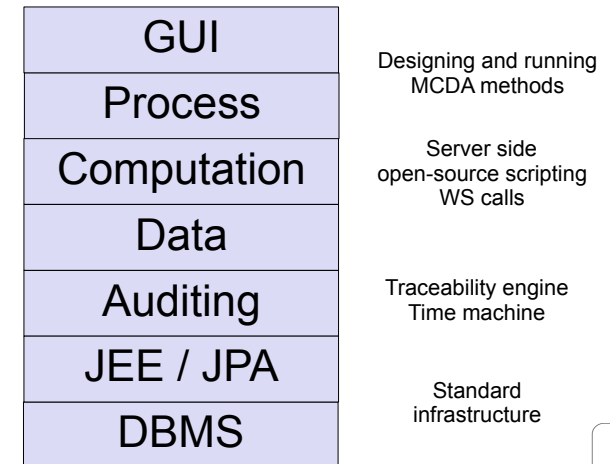 GUI
Process
Computation
Data
Auditing
JEE / JPA
DBMS
Designing and running
MCDA methods
Server side
open-source scripting
WS calls
Traceability engine
Time machine
Standard
infrastructure